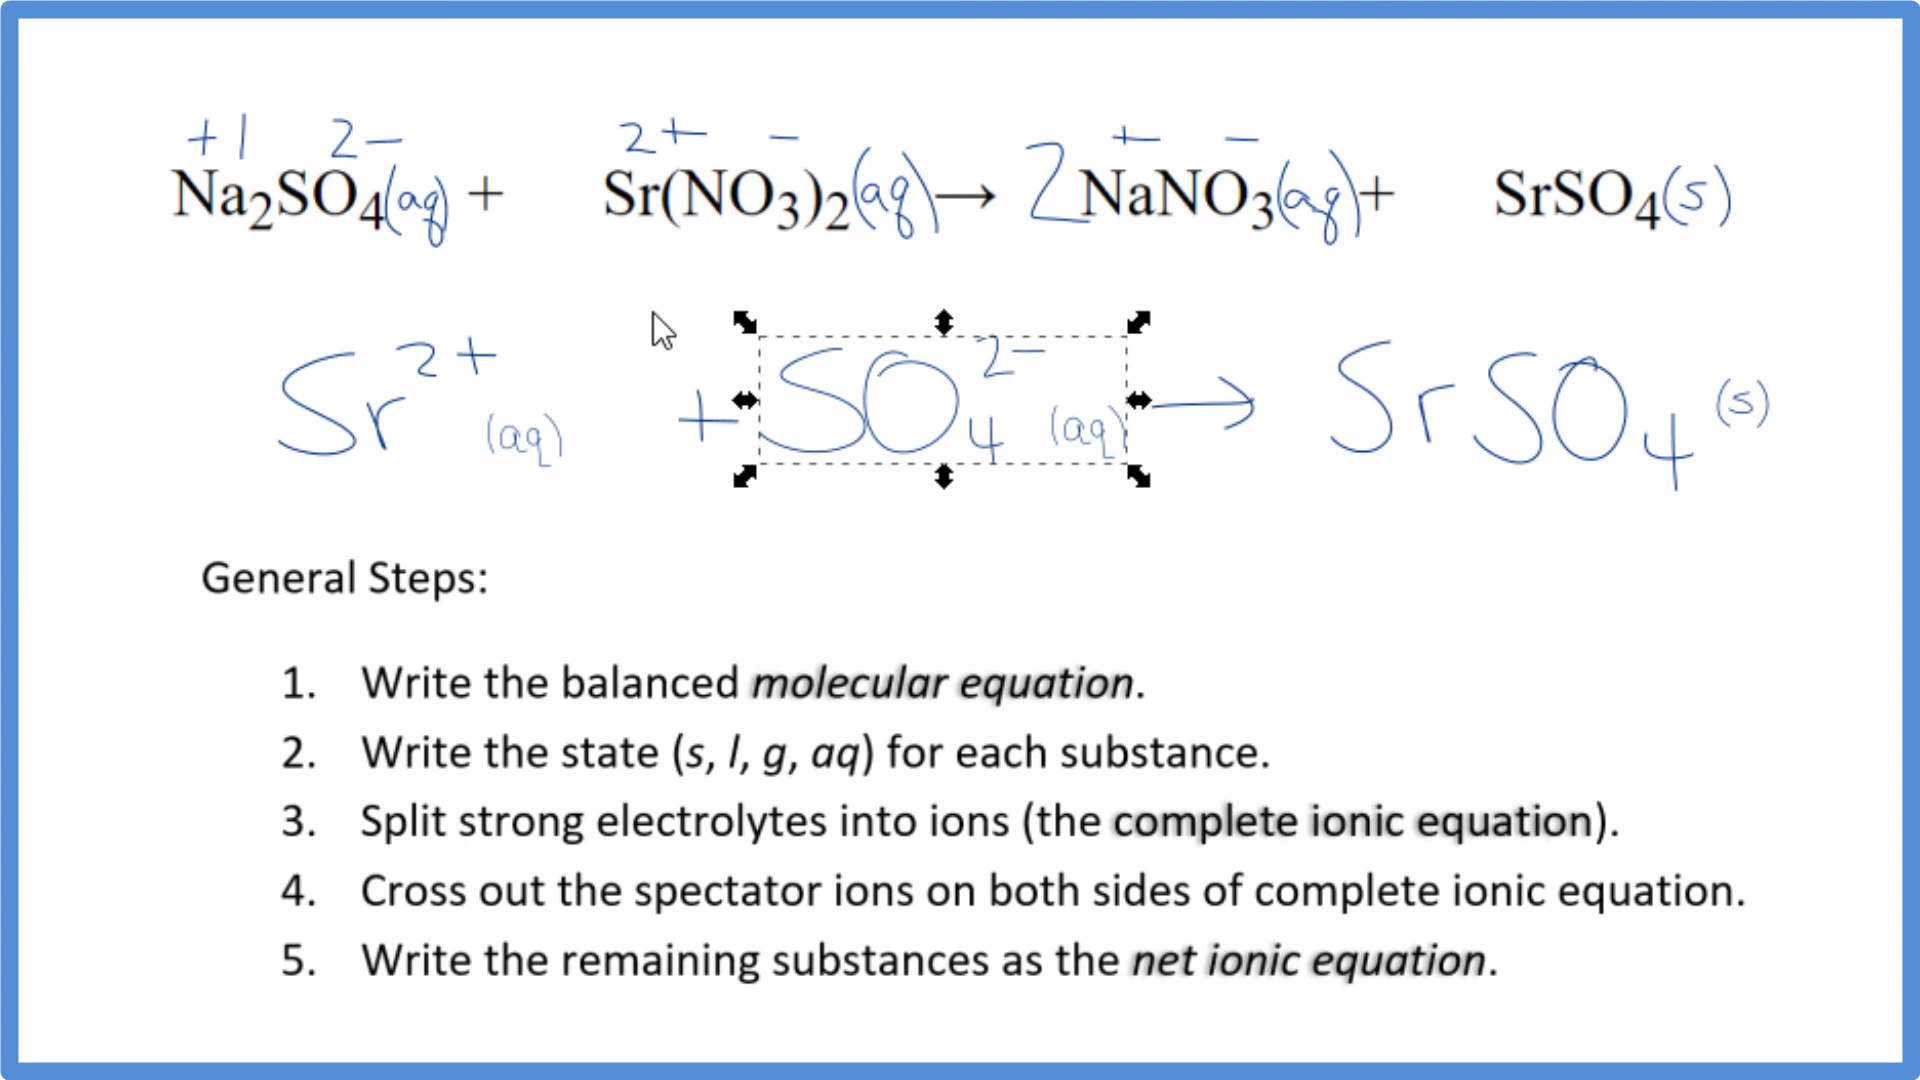 +1 2- 2+ - + -
Na₂SO₄(aq) + Sr(NO₃)₂(aq) → 2NaNO₃(aq) + SrSO₄(s)
Sr²⁺(aq) + SO₄²⁻(aq) → SrSO₄(s)
General Steps:
1. Write the balanced molecular equation.
2. Write the state (s, l, g, aq) for each substance.
3. Split strong electrolytes into ions (the complete ionic equation).
4. Cross out the spectator ions on both sides of complete ionic equation.
5. Write the remaining substances as the net ionic equation.